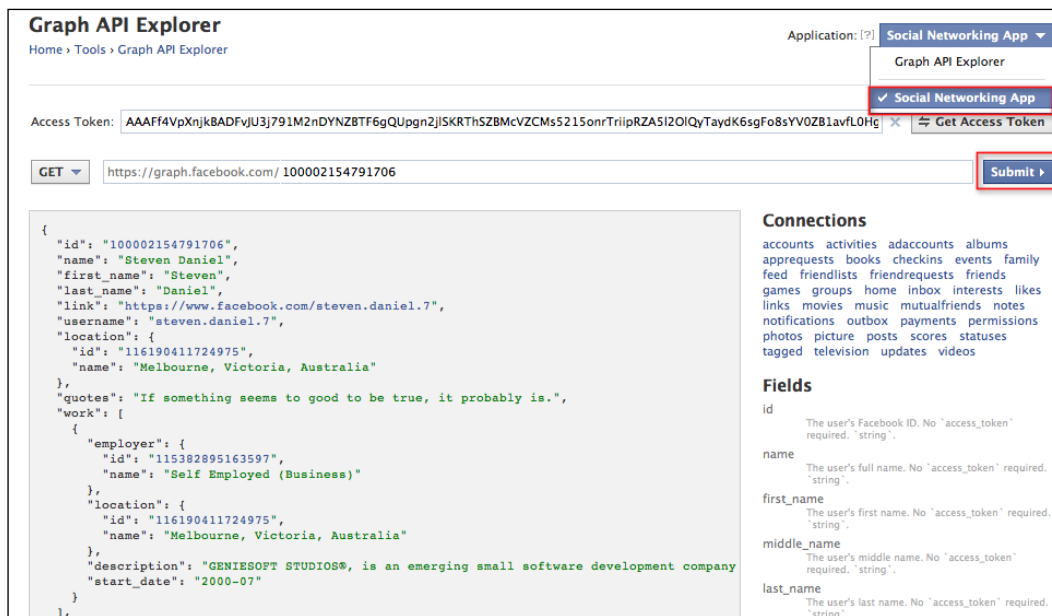 Graph API Explorer
Home › Tools › Graph API Explorer
Application: [?] Social Networking App
Graph API Explorer
✓ Social Networking App
Access Token: AAAFf4VpXnjkBADFvJU3j791M2nDYNZBTF6gQUpgn2jlSKRThSZBMcVZCMs5215onrTriipRZA5l2OlQyTaydK6sgFo8sYV0ZB1avfL0Hg
Get Access Token
GET https://graph.facebook.com/ 100002154791706 Submit
{
"id": "100002154791706",
"name": "Steven Daniel",
"first_name": "Steven",
"last_name": "Daniel",
"link": "https://www.facebook.com/steven.daniel.7",
"username": "steven.daniel.7",
"location": {
"id": "116190411724975",
"name": "Melbourne, Victoria, Australia"
},
"quotes": "If something seems to good to be true, it probably is.",
"work": [
{
"employer": {
"id": "115382895163597",
"name": "Self Employed (Business)"
},
"location": {
"id": "116190411724975",
"name": "Melbourne, Victoria, Australia"
},
"description": "GENIESOFT STUDIOS®, is an emerging small software development company
"start_date": "2000-07"
}
],
Connections
accounts activities adaccounts albums
apprequests books checkins events family
feed friendlists friendrequests friends
games groups home inbox interests likes
links movies music mutualfriends notes
notifications outbox payments permissions
photos picture posts scores statuses
tagged television updates videos
Fields
id
The user's Facebook ID. No `access_token`
required. `string`.
name
The user's full name. No `access_token` required.
`string`.
first_name
The user's first name. No `access_token` required.
`string`.
middle_name
The user's middle name. No `access_token`
required. `string`.
last_name
The user's last name. No `access_token` required.
`string`.